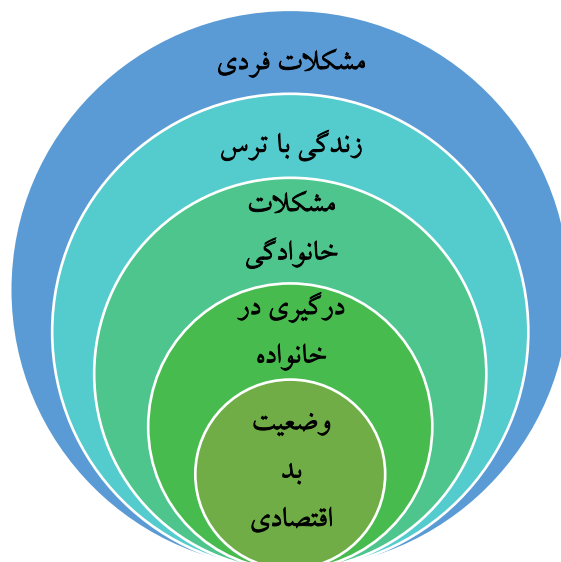 مشکلات فردی
زندگی با ترس
مشکلات
خانوادگی
درگیری در
خانواده
وضعیت
بد
اقتصادی